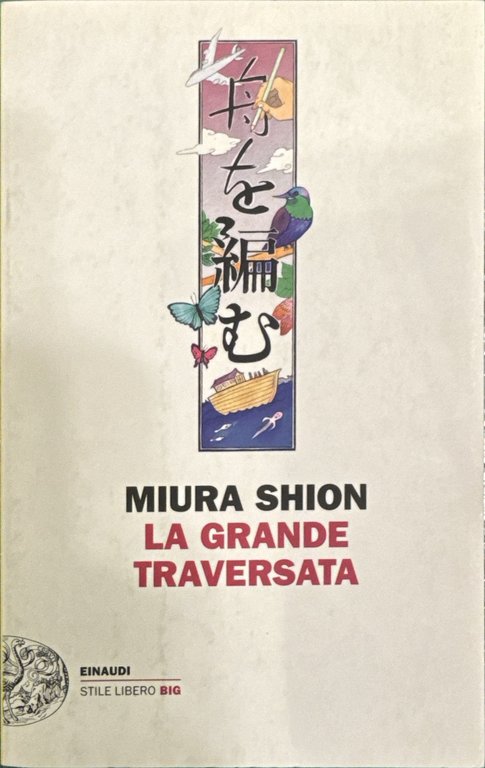 舟を編む
MIURA SHION
LA GRANDE
TRAVERSATA
EINAUDI
STILE LIBERO BIG